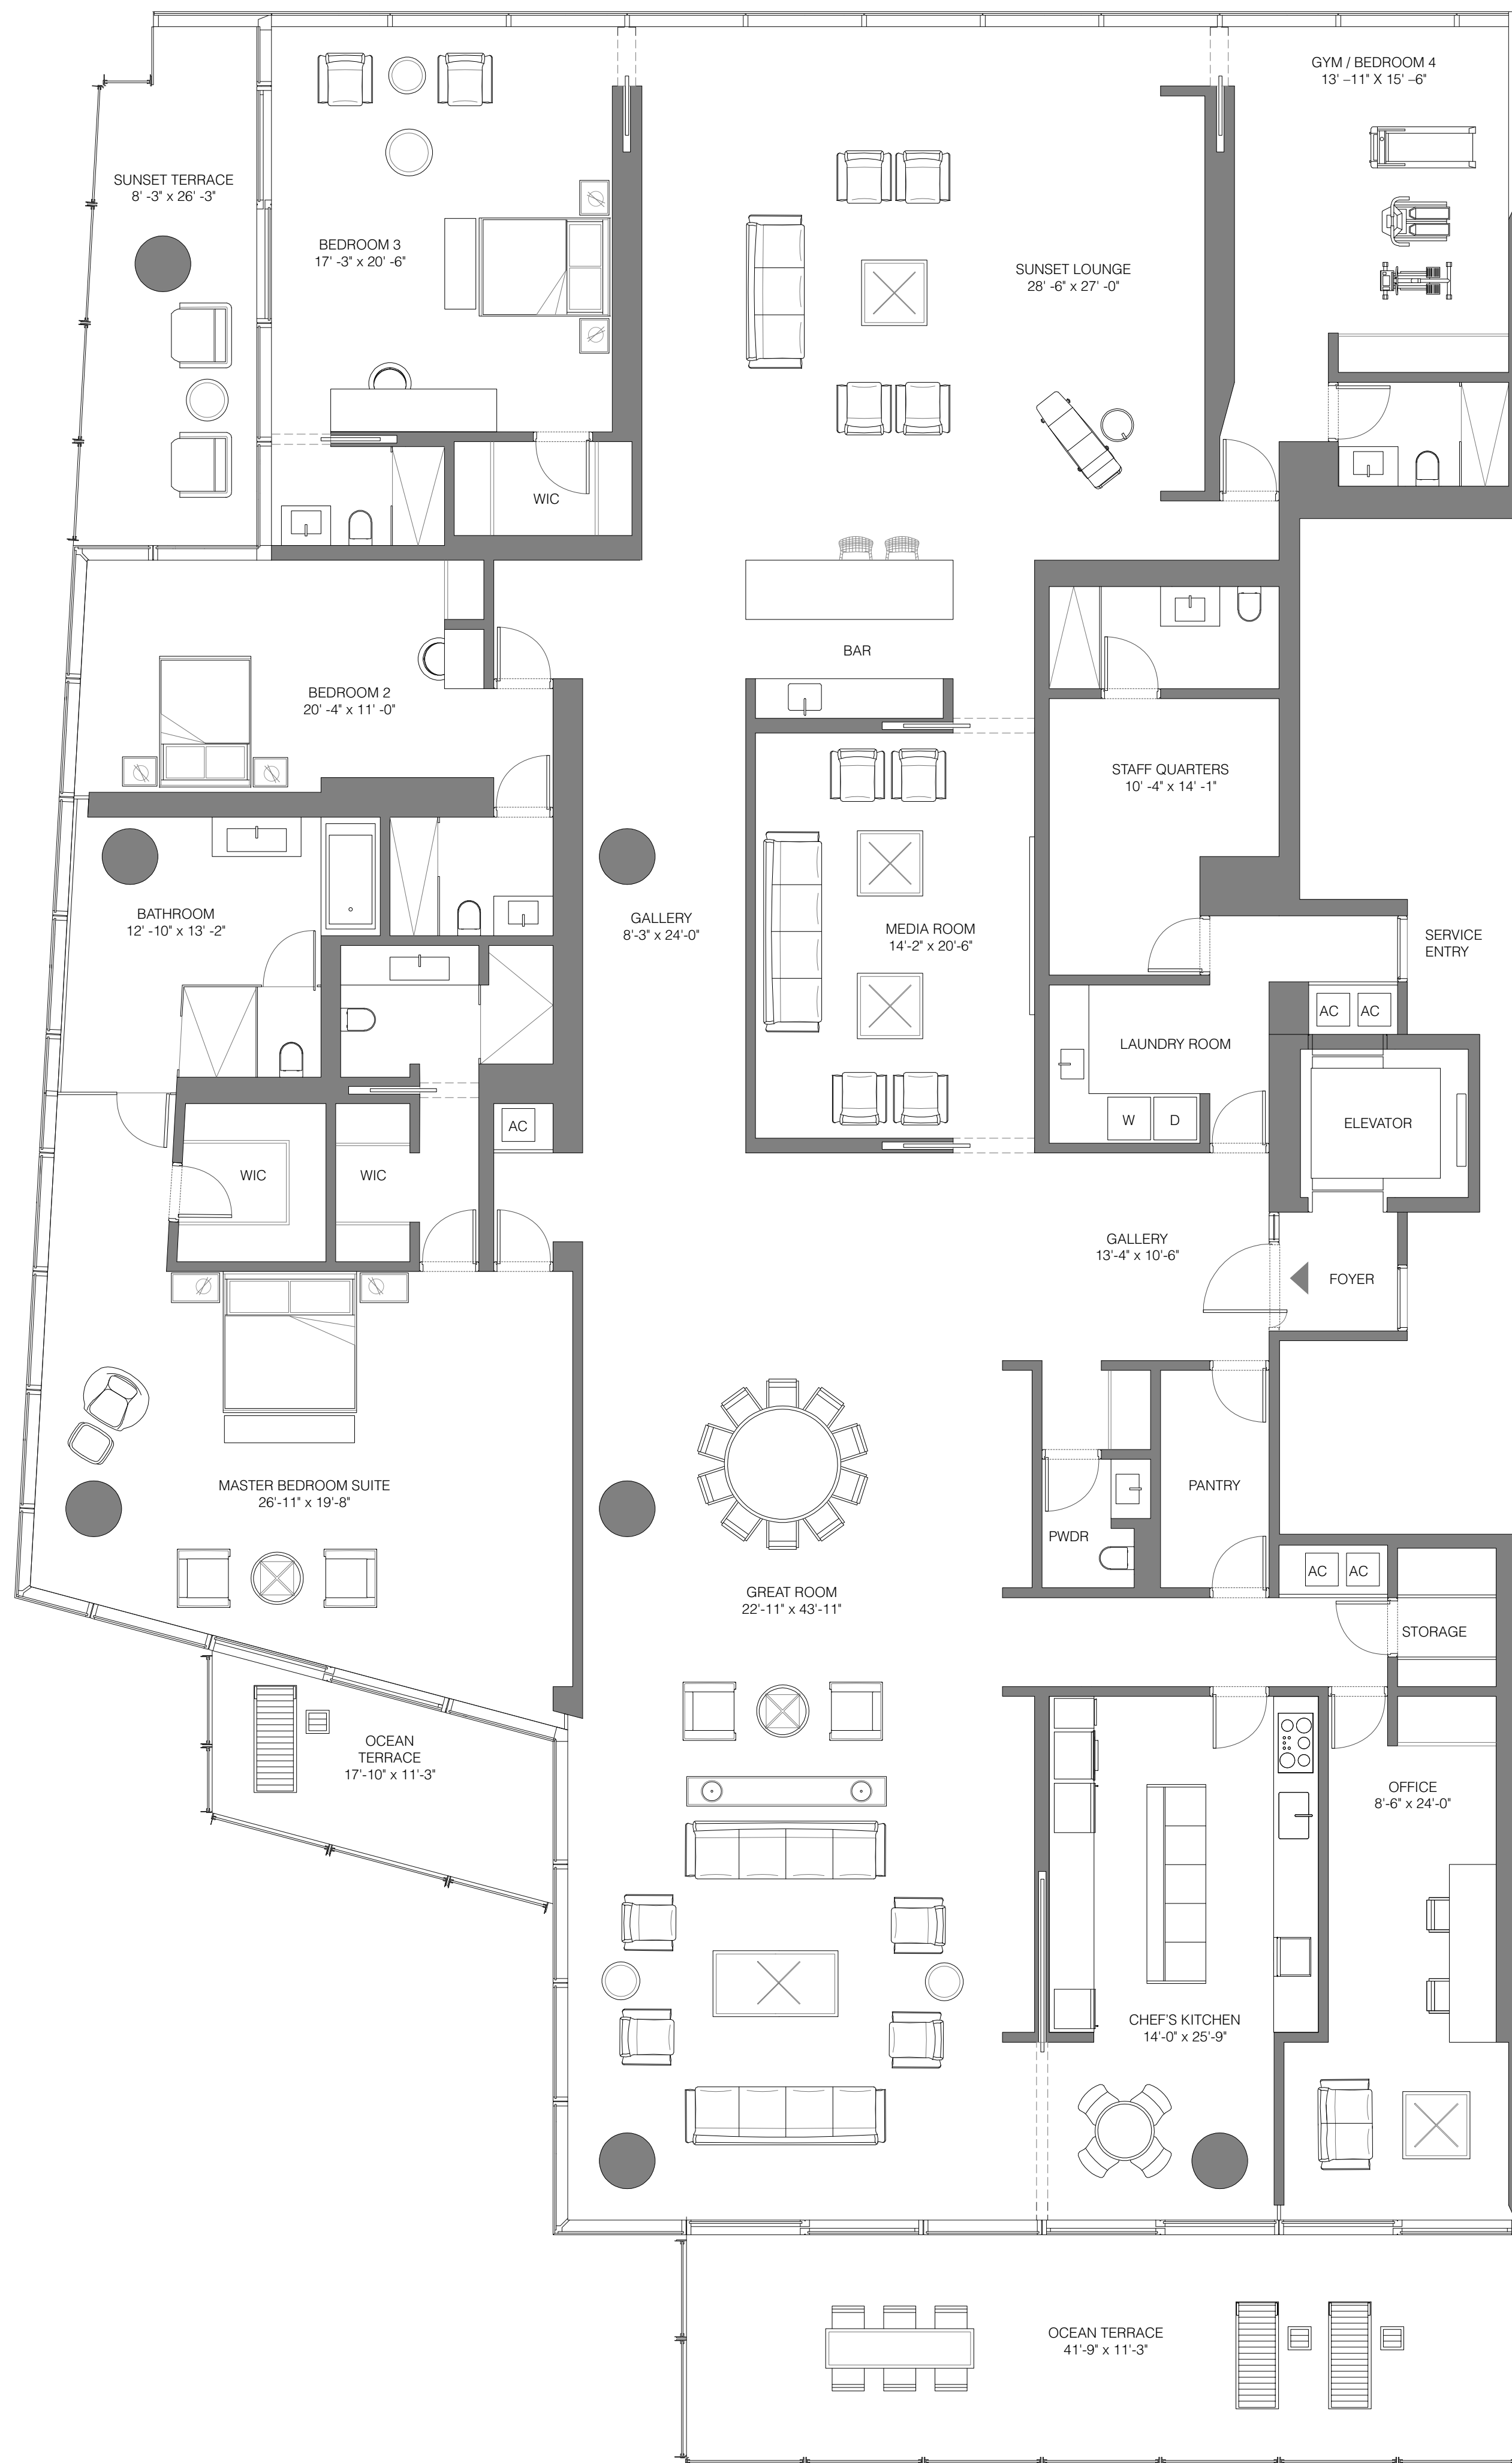 GYM / BEDROOM 4
13' –11" X 15' –6"
SUNSET TERRACE
8' -3" x 26' -3"
BEDROOM 3
17' -3" x 20' -6"
SUNSET LOUNGE
28' -6" x 27' -0"
WIC
BAR
BEDROOM 2
20' -4" x 11' -0"
STAFF QUARTERS
10' -4" x 14' -1"
BATHROOM
12' -10" x 13' -2"
GALLERY
8'-3" x 24'-0"
MEDIA ROOM
14'-2" x 20'-6"
SERVICE
ENTRY
AC
AC
LAUNDRY ROOM
W
D
ELEVATOR
AC
WIC
WIC
GALLERY
13'-4" x 10'-6"
FOYER
MASTER BEDROOM SUITE
26'-11" x 19'-8"
PANTRY
PWDR
AC
AC
GREAT ROOM
22'-11" x 43'-11"
STORAGE
OCEAN
TERRACE
17'-10" x 11'-3"
OFFICE
8'-6" x 24'-0"
CHEF'S KITCHEN
14'-0" x 25'-9"
OCEAN TERRACE
41'-9" x 11'-3"